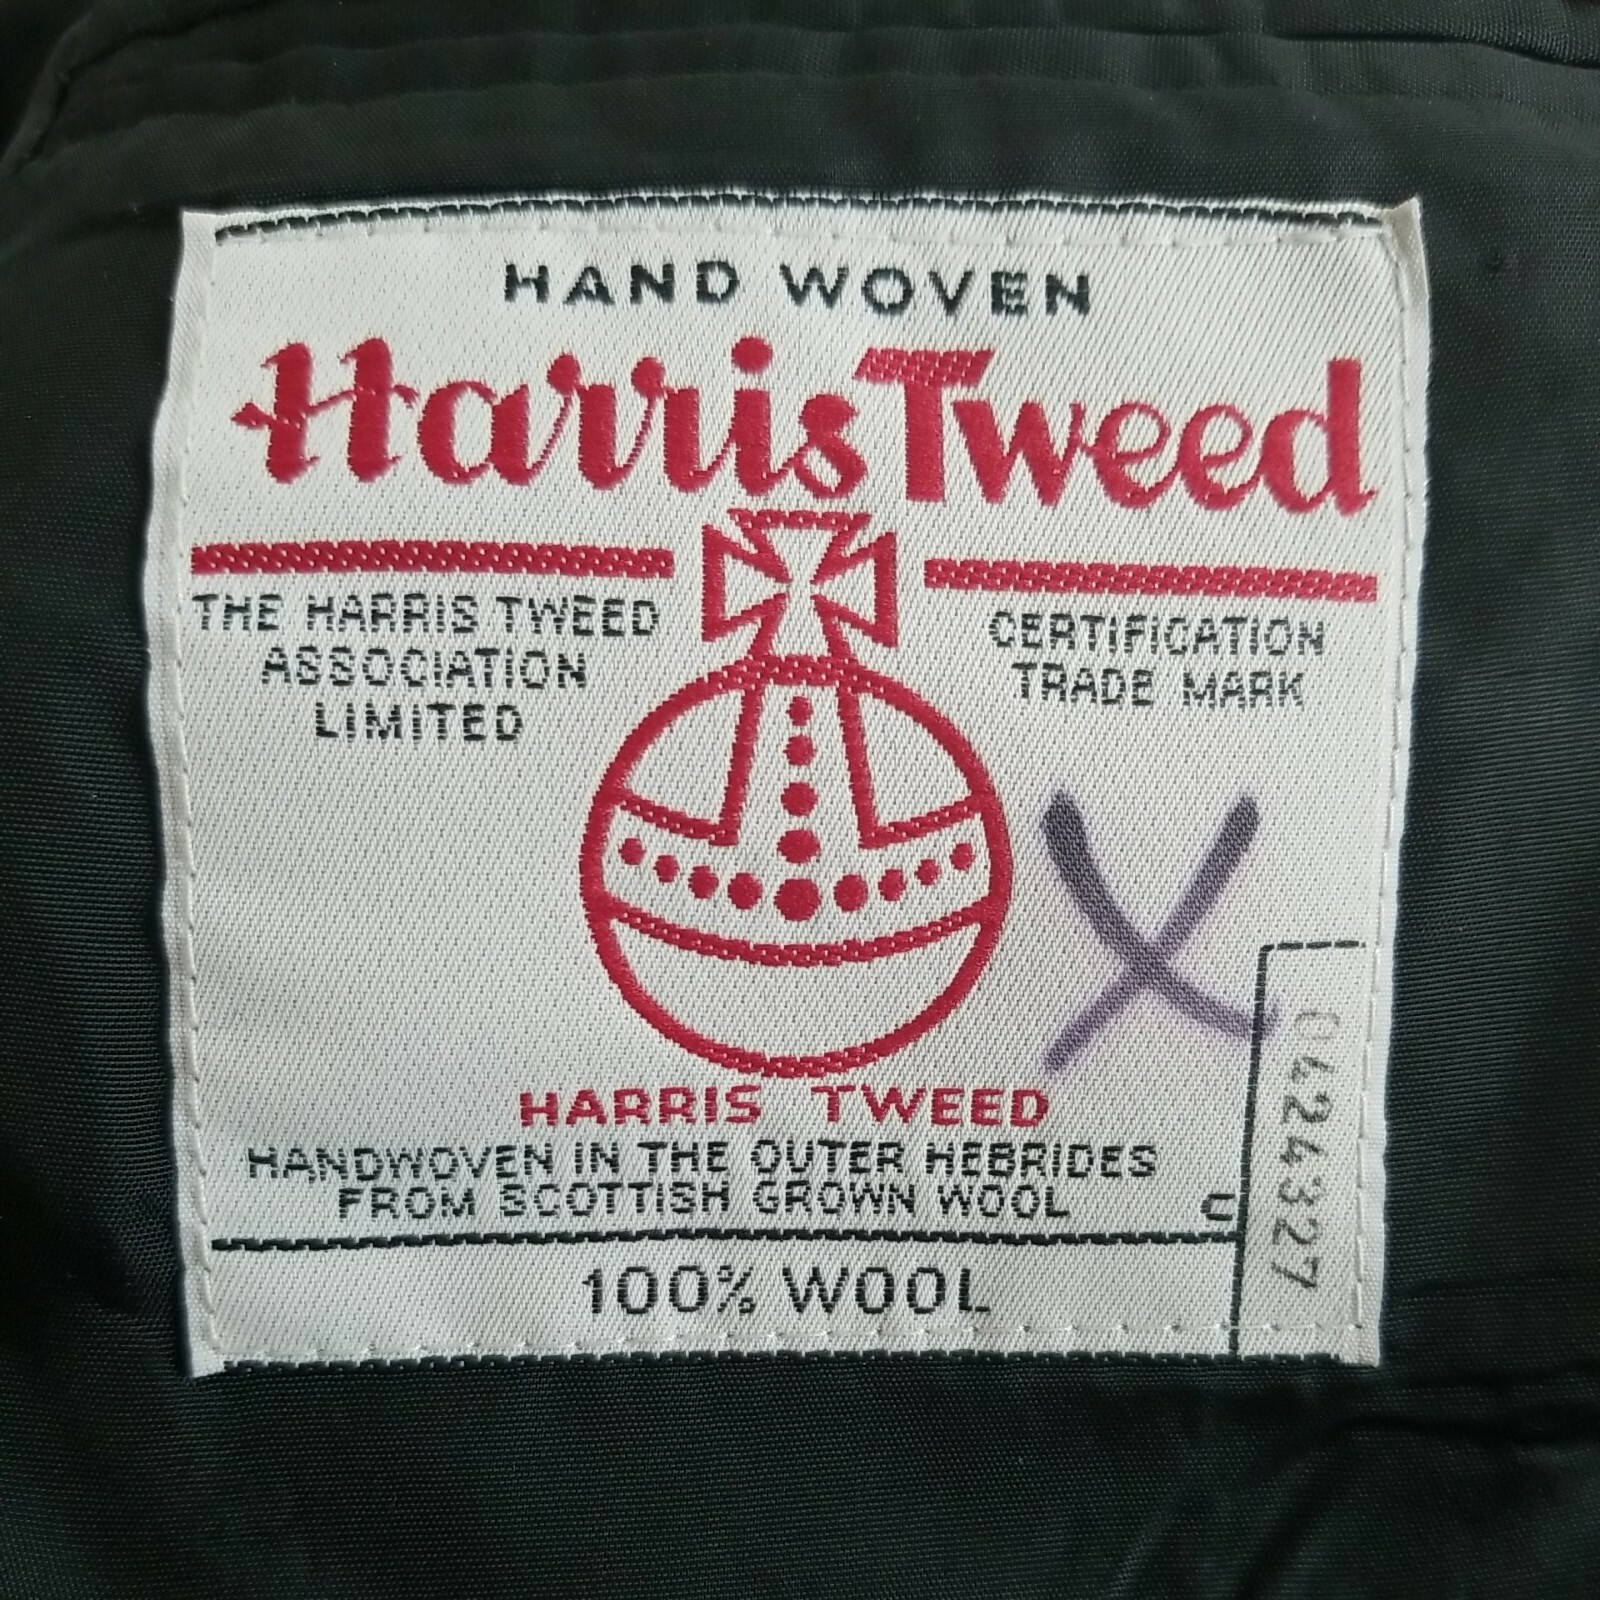 HAND WOVEN
Harris Tweed
THE HARRIS TWEED
ASSOCIATION
LIMITED
CERTIFICATION
TRADE MARK
X
HARRIS TWEED
HANDWOVEN IN THE OUTER HEBRIDES
FROM SCOTTISH GROWN WOOL
U
100% WOOL
0424327